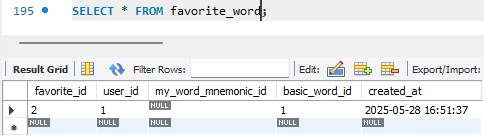 195 SELECT * FROM favorite_word;
Result Grid Filter Rows: Edit: Export/Import:
favorite_id user_id my_word_mnemonic_id basic_word_id created_at
2 1 NULL 1 2025-05-28 16:51:37
NULL NULL NULL NULL NULL